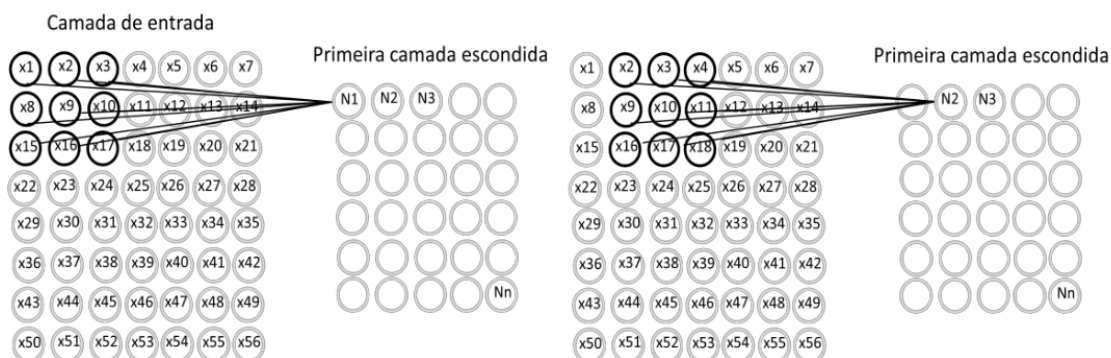 Camada de entrada
Primeira camada escondida
x1 x2 x3 x4 x5 x6 x7
x8 x9 x10 x11 x12 x13 x14
x15 x16 x17 x18 x19 x20 x21
x22 x23 x24 x25 x26 x27 x28
x29 x30 x31 x32 x33 x34 x35
x36 x37 x38 x39 x40 x41 x42
x43 x44 x45 x46 x47 x48 x49
x50 x51 x52 x53 x54 x55 x56
N1 N2 N3
Nn
Primeira camada escondida
x1 x2 x3 x4 x5 x6 x7
x8 x9 x10 x11 x12 x13 x14
x15 x16 x17 x18 x19 x20 x21
x22 x23 x24 x25 x26 x27 x28
x29 x30 x31 x32 x33 x34 x35
x36 x37 x38 x39 x40 x41 x42
x43 x44 x45 x46 x47 x48 x49
x50 x51 x52 x53 x54 x55 x56
N2 N3
Nn